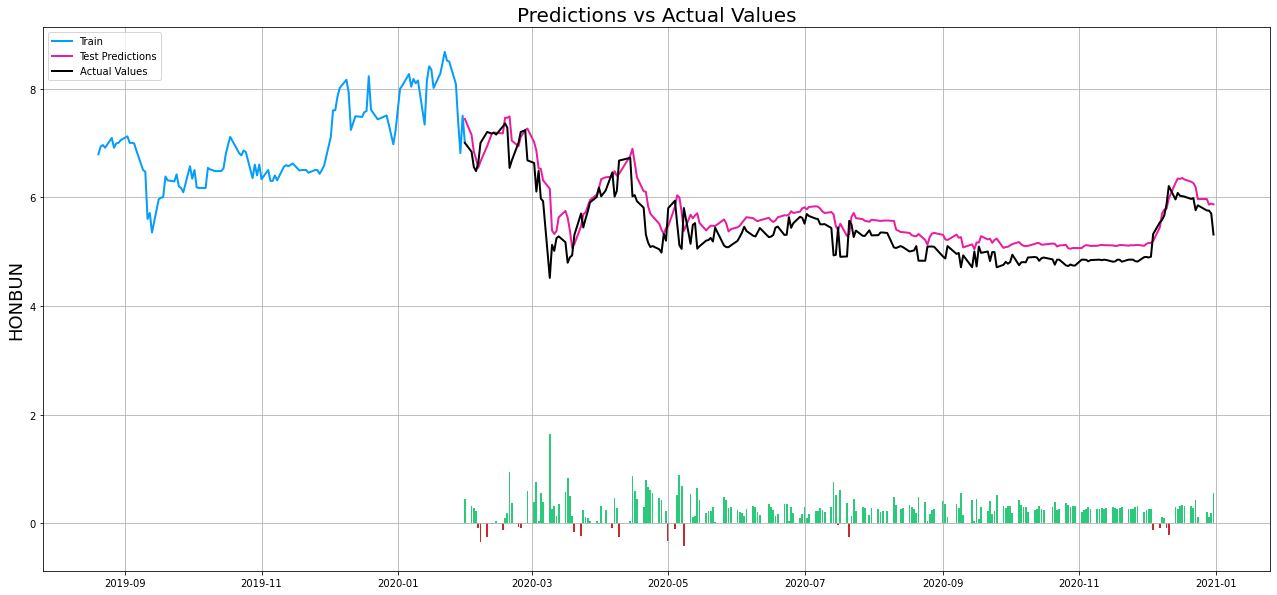 Predictions vs Actual Values
Train
Test Predictions
Actual Values
HONBUN
8
6
4
2
0
2019-09 2019-11 2020-01 2020-03 2020-05 2020-07 2020-09 2020-11 2021-01